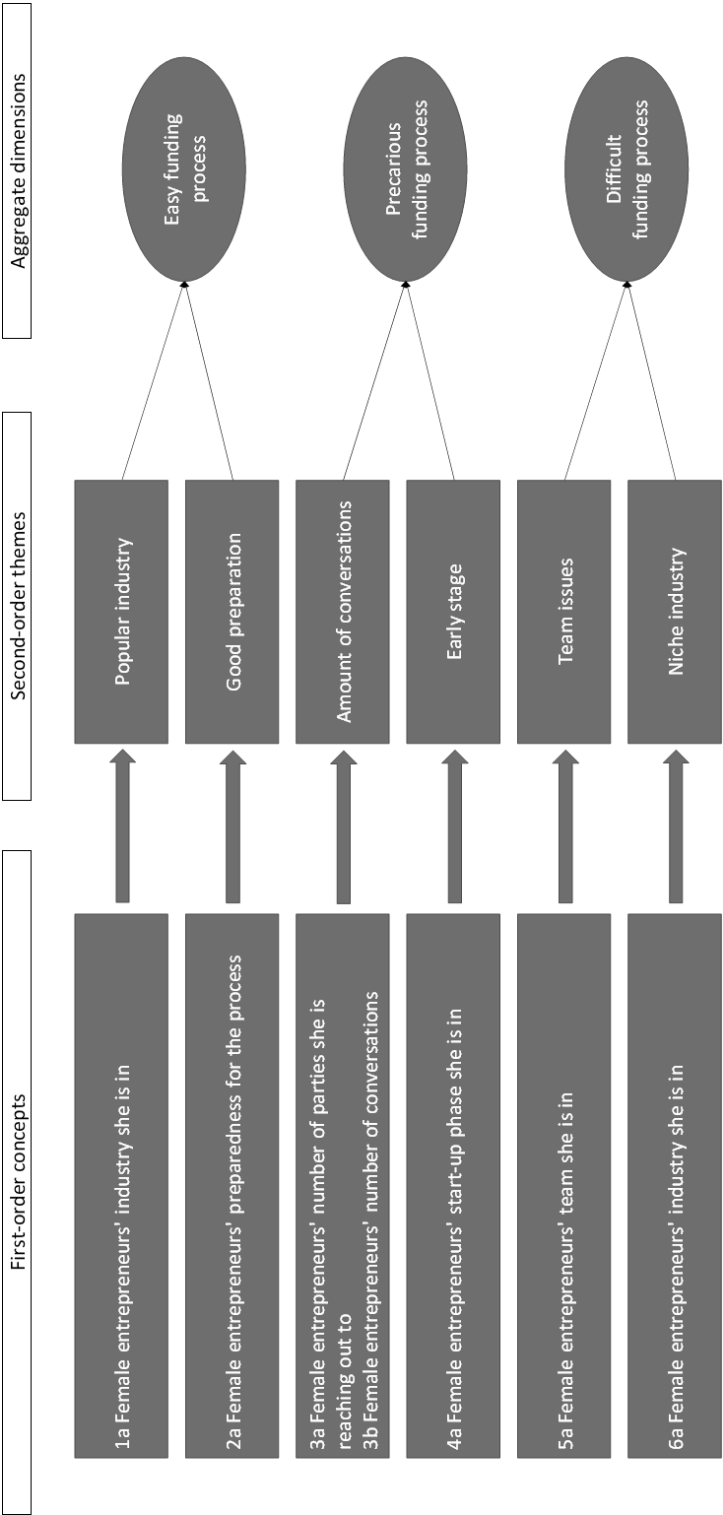 First-order concepts
Second-order themes
Aggregate dimensions
1a Female entrepreneurs' industry she is in
Popular industry
2a Female entrepreneurs' preparedness for the process
Good preparation
Easy funding
process
3a Female entrepreneurs' number of parties she is
reaching out to
3b Female entrepreneurs' number of conversations
Amount of conversations
4a Female entrepreneurs' start-up phase she is in
Early stage
Precarious
funding process
5a Female entrepreneurs' team she is in
Team issues
6a Female entrepreneurs' industry she is in
Niche industry
Difficult
funding process